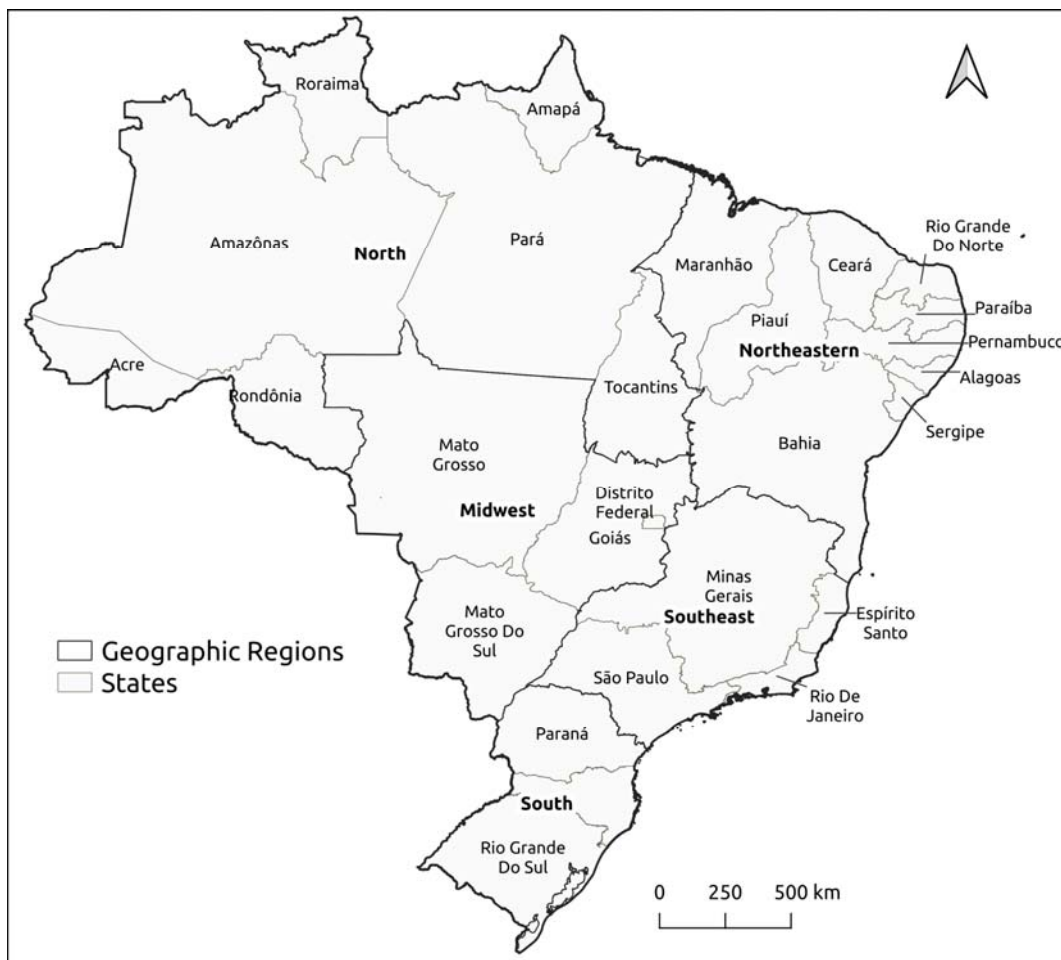 Roraima
Amapá
Rio Grande
Do Norte
Amazônas
North
Pará
Maranhão
Ceará
Paraíba
Piauí
Northeastern
Pernambuco
Acre
Rondônia
Tocantins
Alagoas
Sergipe
Mato
Grosso
Bahia
Midwest
Distrito
Federal
Goiás
Minas
Gerais
Southeast
Mato
Grosso Do
Sul
Espírito
Santo
Geographic Regions
States
São Paulo
Rio De
Janeiro
Paraná
South
Rio Grande
Do Sul
0 250 500 km